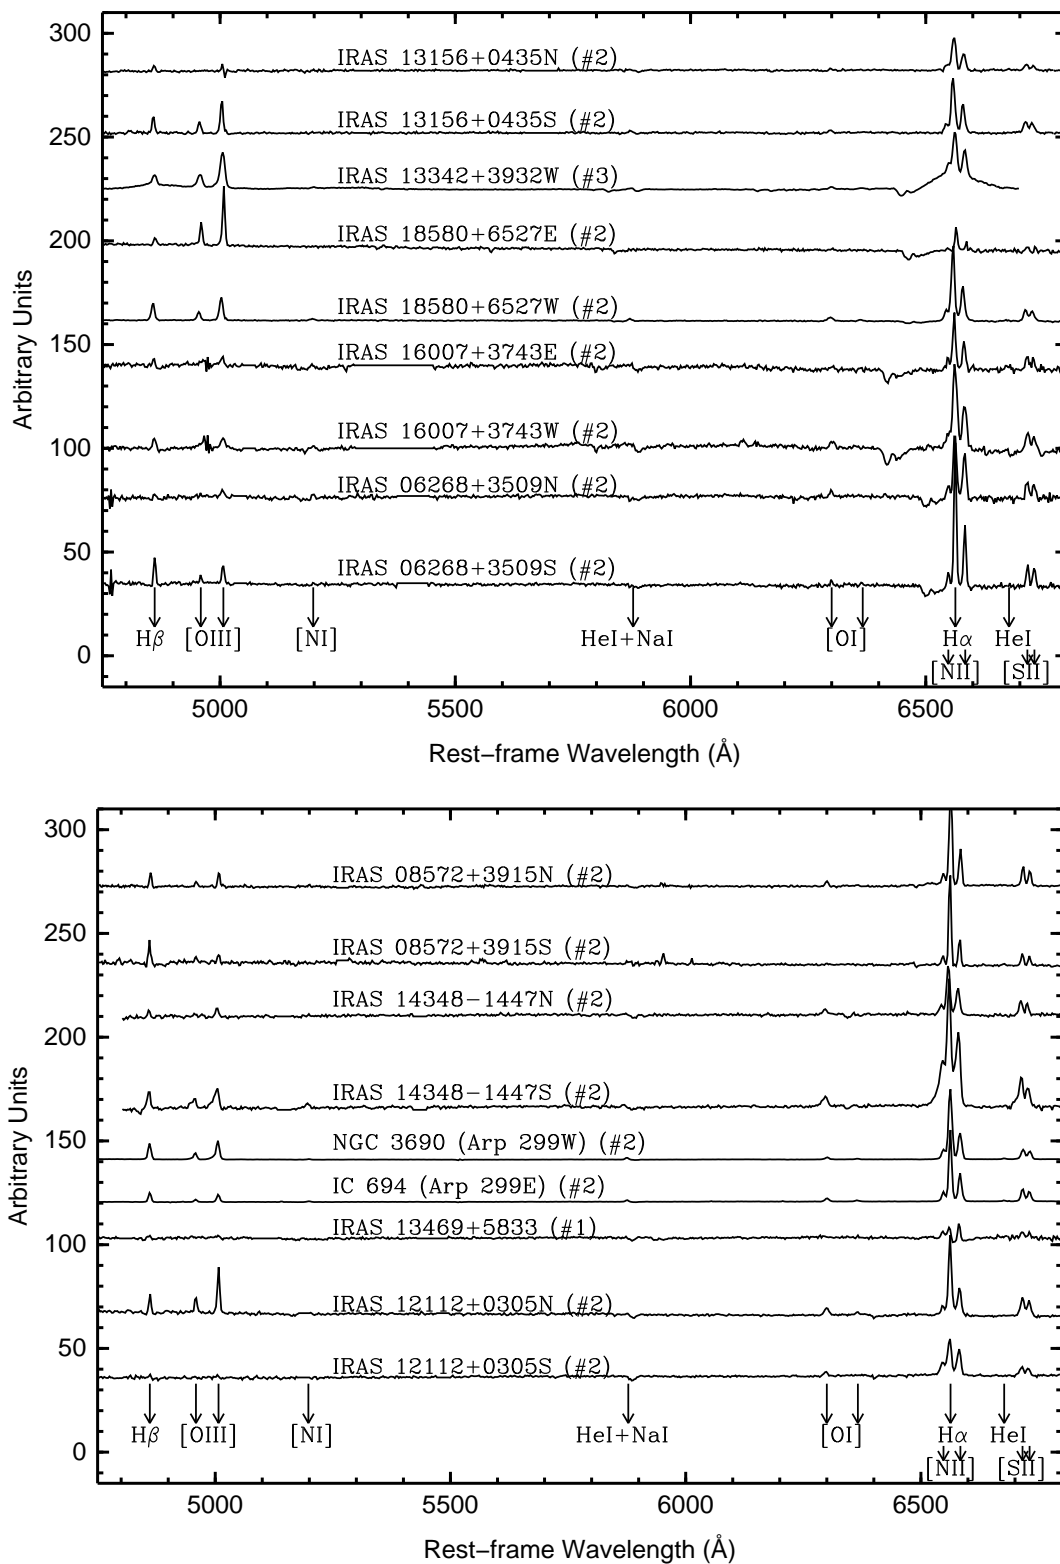 300
IRAS 13156+0435N (#2)
IRAS 13156+0435S (#2)
250
IRAS 13342+3932W (#3)
IRAS 18580+6527E (#2)
200
IRAS 18580+6527W (#2)
150
IRAS 16007+3743E (#2)
IRAS 16007+3743W (#2)
100
IRAS 06268+3509N (#2)
IRAS 06268+3509S (#2)
50
Hβ [OIII] [NI] HeI+NaI [OI] Hα HeI
0
[NII] [SII]
Arbitrary Units
5000 5500 6000 6500
Rest−frame Wavelength (Å)
300
IRAS 08572+3915N (#2)
250
IRAS 08572+3915S (#2)
IRAS 14348−1447N (#2)
200
IRAS 14348−1447S (#2)
150
NGC 3690 (Arp 299W) (#2)
IC 694 (Arp 299E) (#2)
IRAS 13469+5833 (#1)
100
IRAS 12112+0305N (#2)
50
IRAS 12112+0305S (#2)
Hβ [OIII] [NI] HeI+NaI [OI] Hα HeI
0
[NII] [SII]
Arbitrary Units
5000 5500 6000 6500
Rest−frame Wavelength (Å)